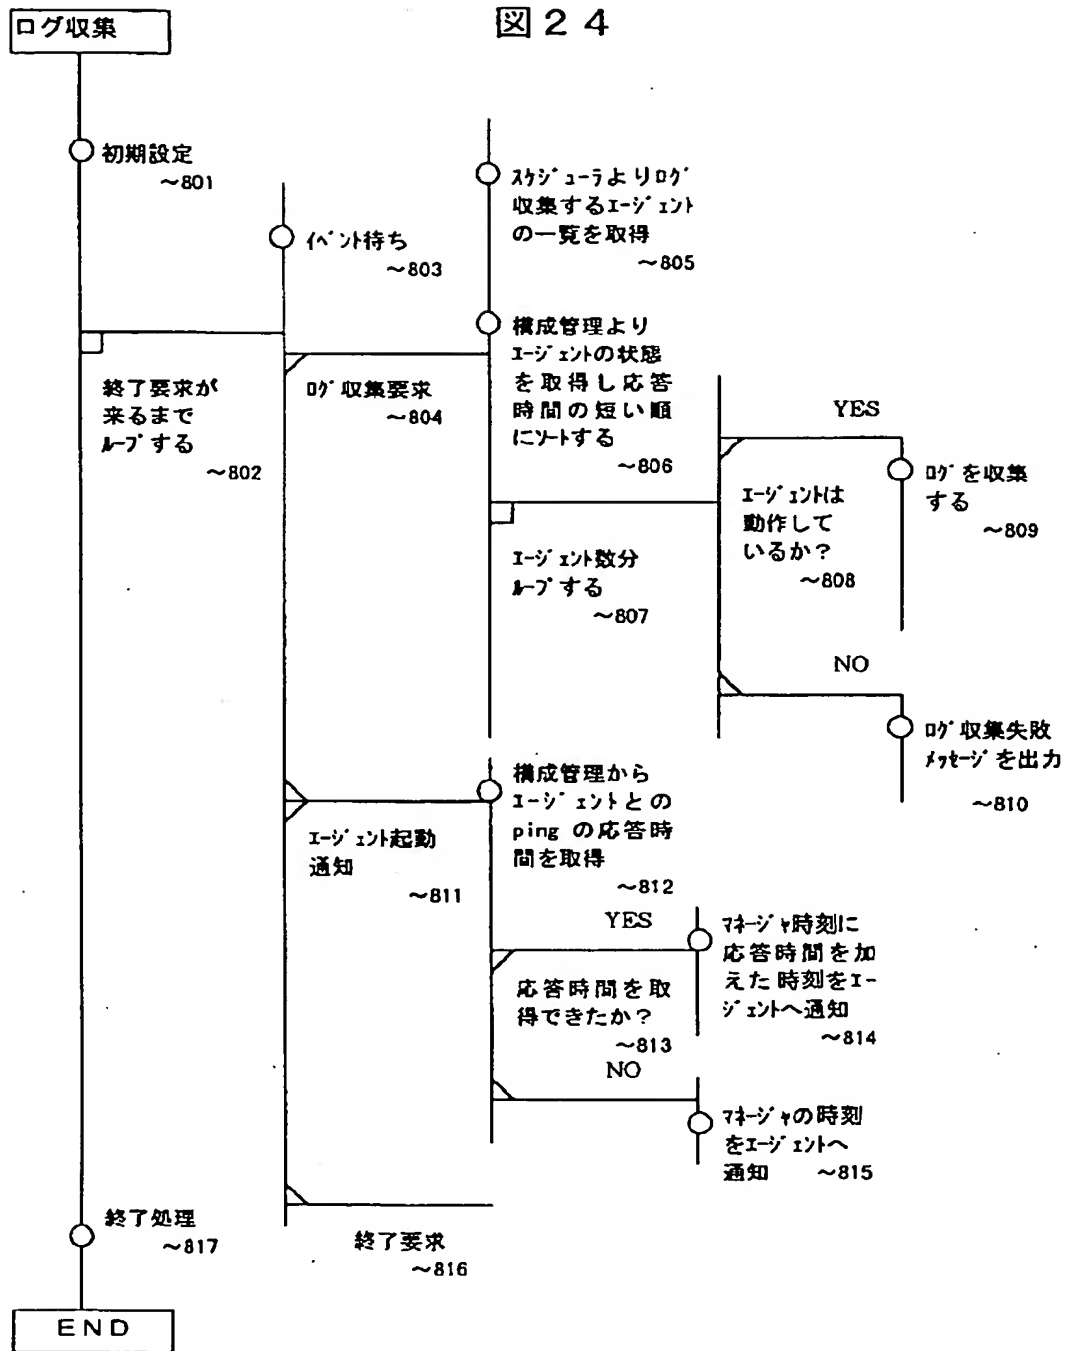 図２４
ログ収集
初期設定
～801
イベント待ち
～803
スケジューラよりログ
収集するエージェント
の一覧を取得
～805
終了要求が
来るまで
ループする
～802
ログ収集要求
～804
構成管理より
エージェントの状態
を取得し応答
時間の短い順
にソートする
～806
エージェント数分
ループする
～807
YES
エージェントは
動作して
いるか？
～808
ログを収集
する
～809
NO
ログ収集失敗
メッセージを出力
～810
エージェント起動
通知
～811
構成管理から
エージェントとの
ping の応答時
間を取得
～812
YES
応答時間を取
得できたか？
～813
マネージャ時刻に
応答時間を加
えた時刻をエー
ジェントへ通知
～814
NO
マネージャの時刻
をエージェントへ
通知 ～815
終了要求
～816
終了処理
～817
END